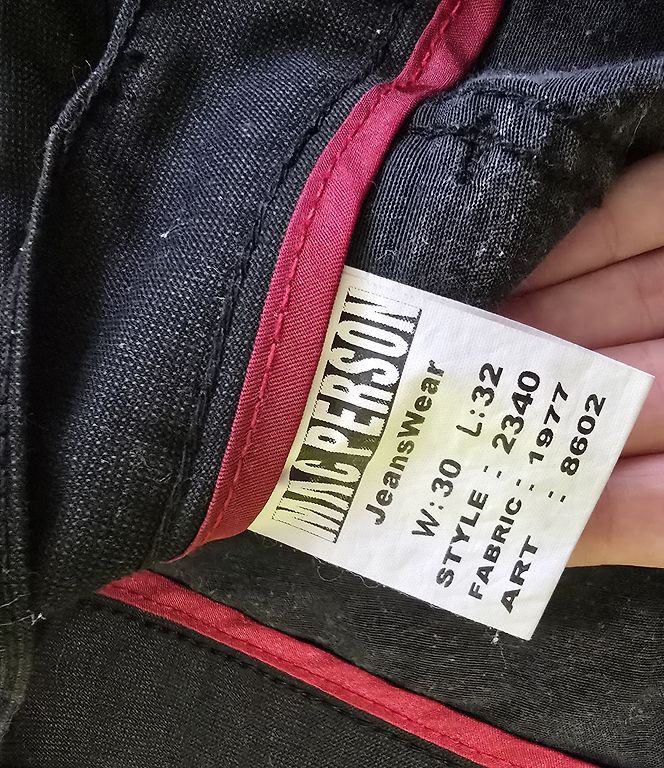 MAC PERSON
JeansWear
W:30 L:32
STYLE : 2340
FABRIC : 1977
ART : 8602